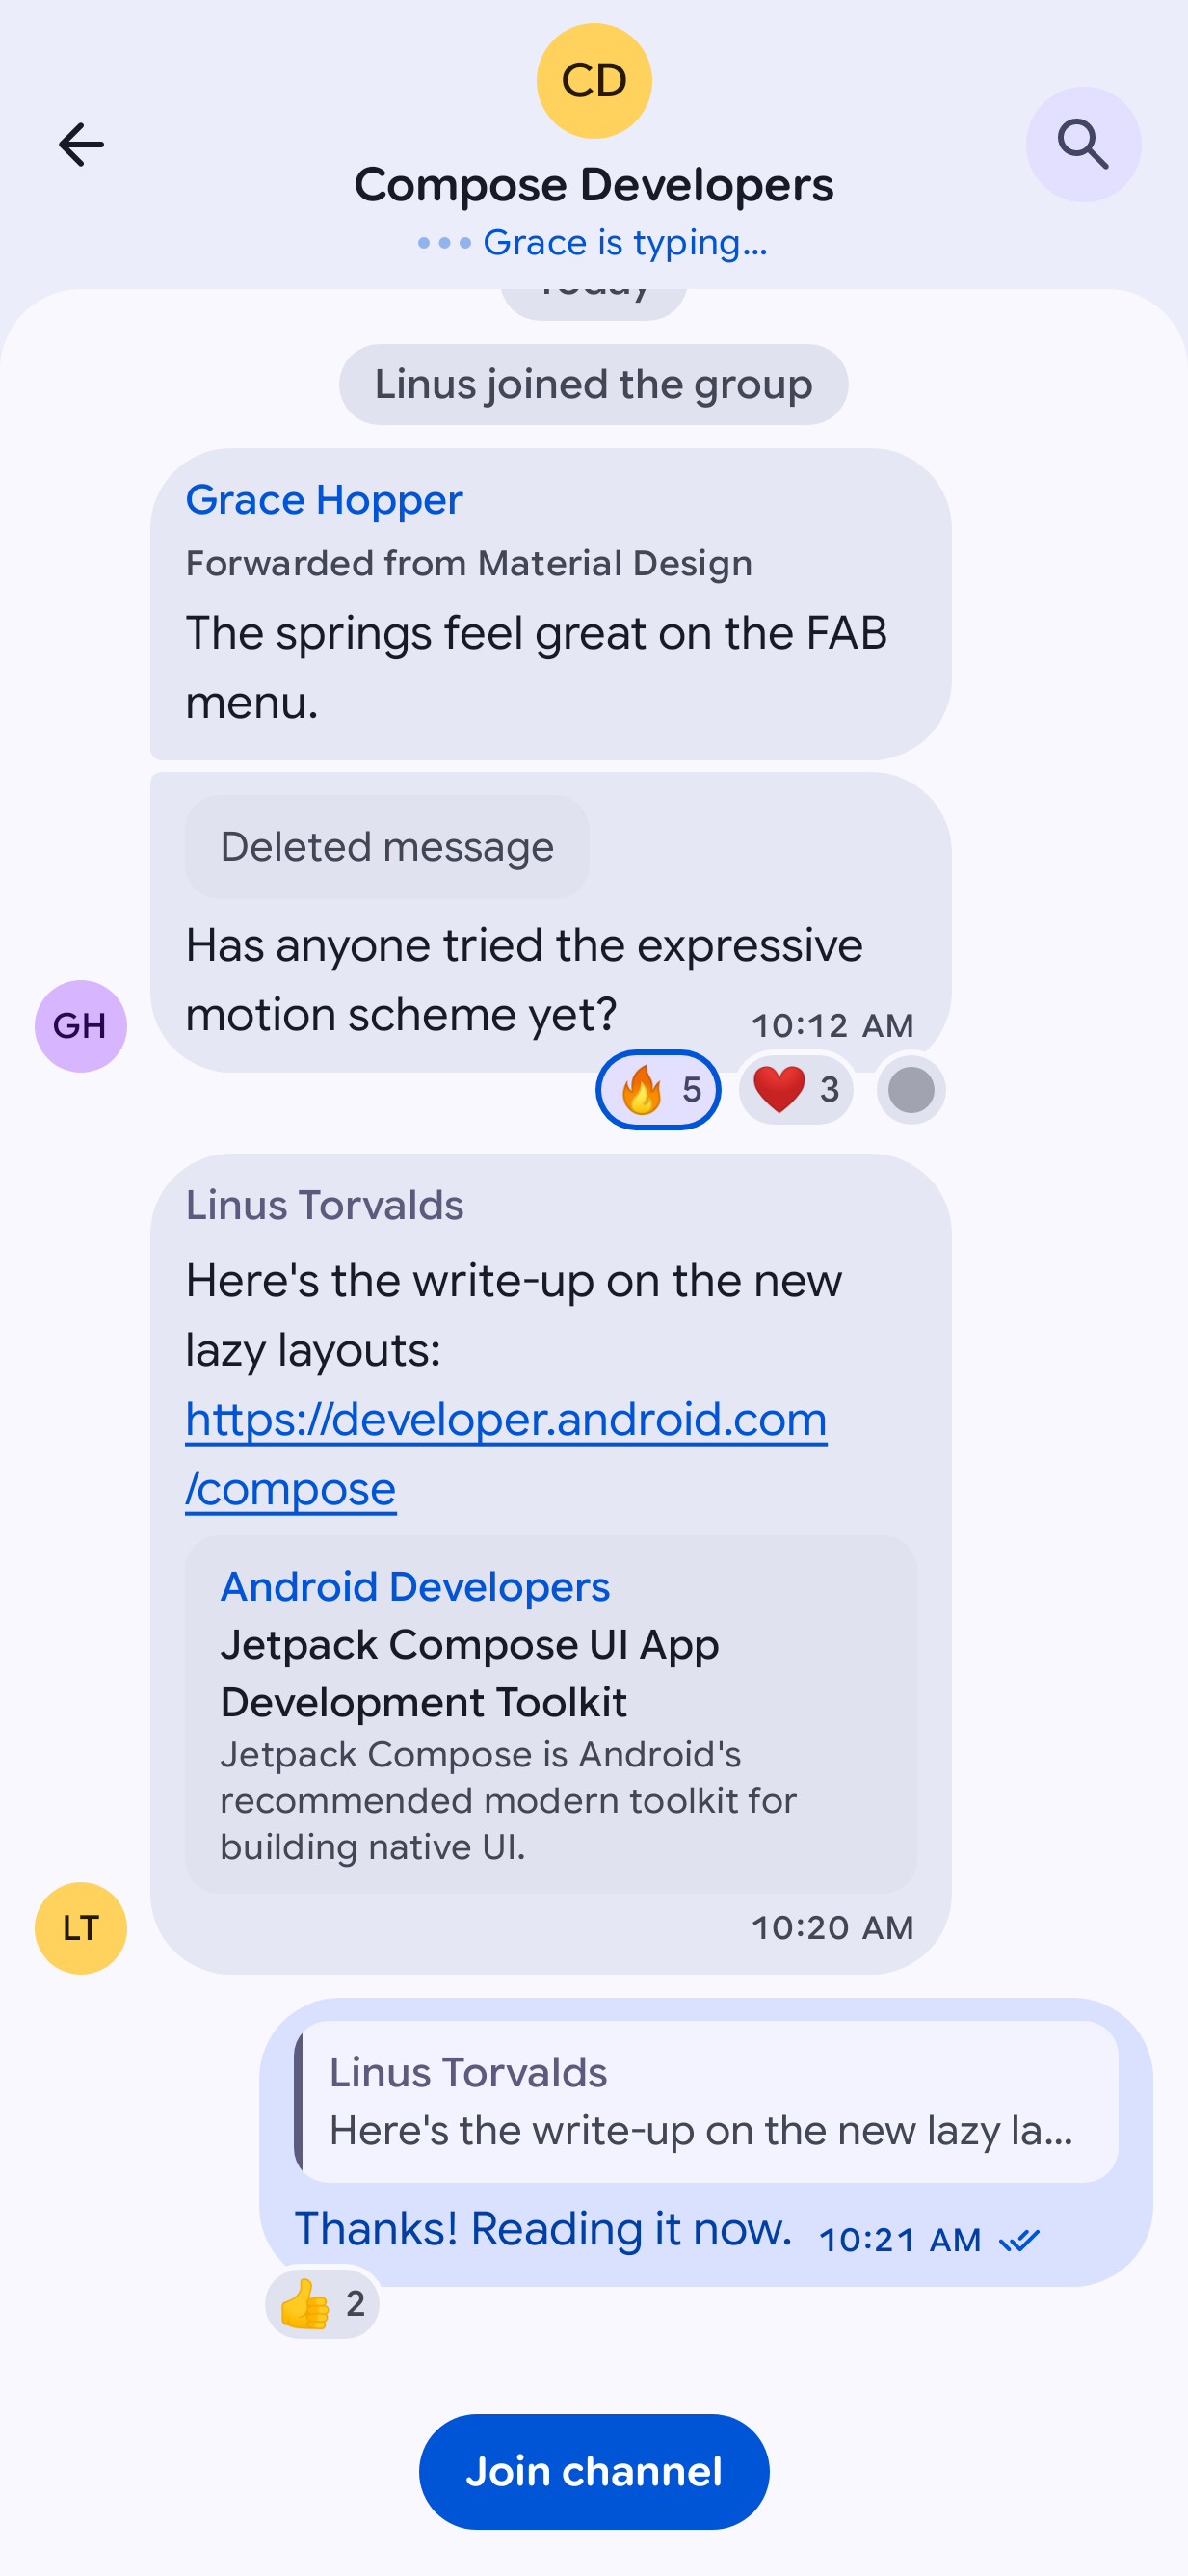 CD
Compose Developers
Grace is typing...
Today
Linus joined the group
Grace Hopper
Forwarded from Material Design
The springs feel great on the FAB
menu.
Deleted message
Has anyone tried the expressive
motion scheme yet?
10:12 AM
GH
5
3
Linus Torvalds
Here's the write-up on the new
lazy layouts:
https://developer.android.com
/compose
Android Developers
Jetpack Compose UI App
Development Toolkit
Jetpack Compose is Android's
recommended modern toolkit for
building native UI.
10:20 AM
LT
Linus Torvalds
Here's the write-up on the new lazy la...
Thanks! Reading it now.
10:21 AM
2
Join channel